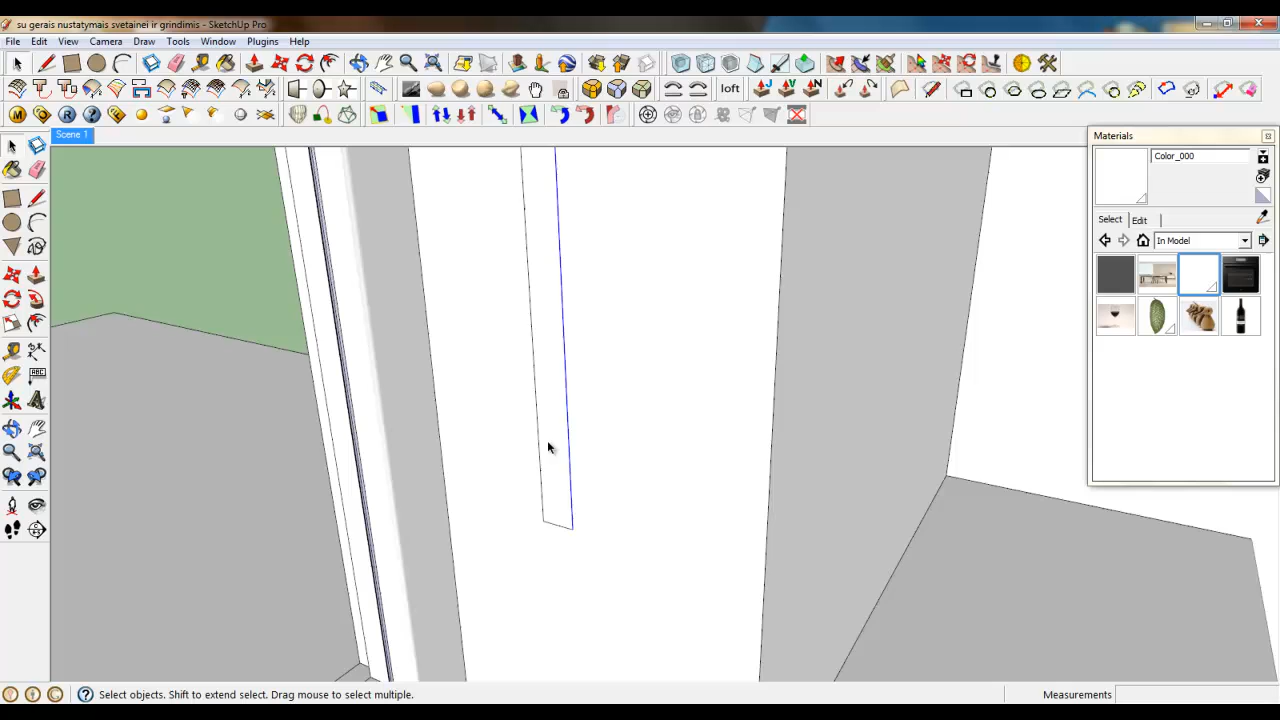 su gerais nustatymais svetainei ir grindimis - SketchUp Pro
File Edit View Camera Draw Tools Window Plugins Help
loft
M O R ?
Scene 1
Materials
Color_000
Select Edit
In Model
ABC
Select objects. Shift to extend select. Drag mouse to select multiple.
Measurements